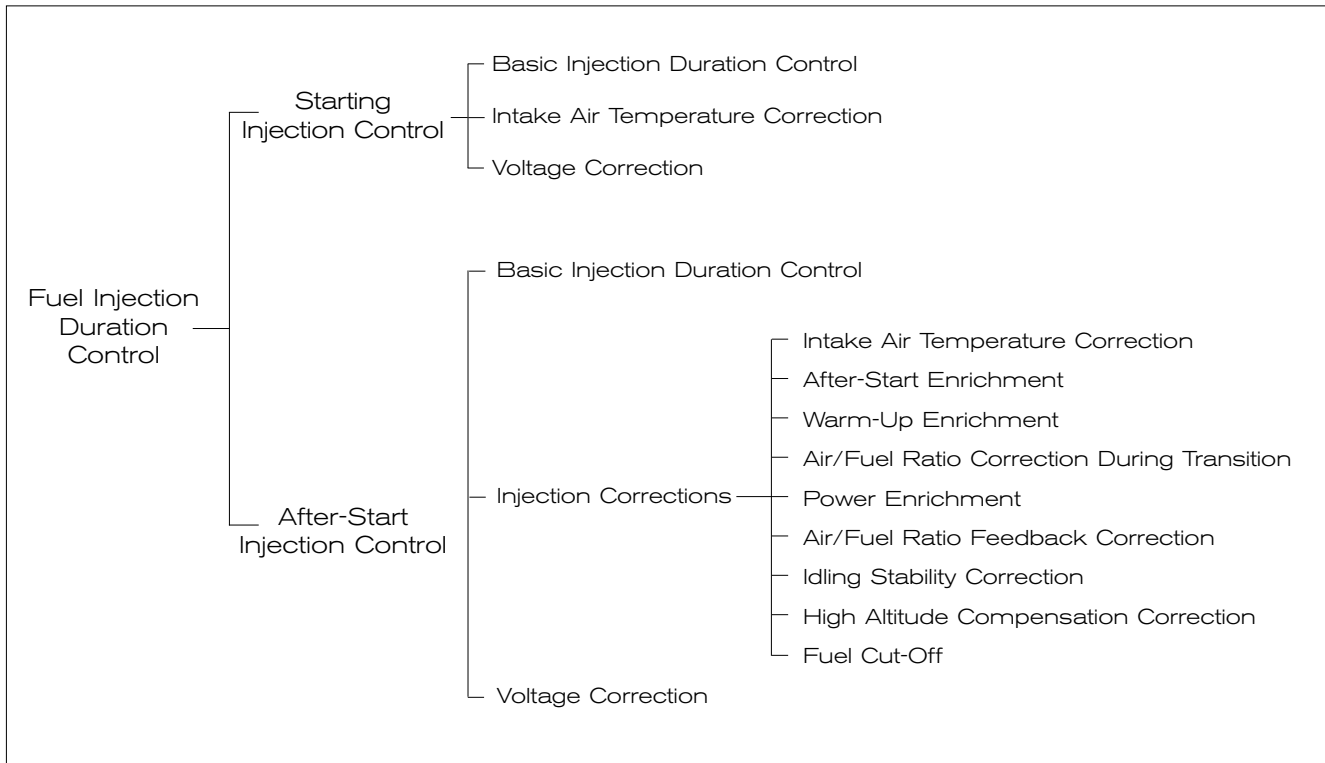 Fuel Injection
Duration
Control
Starting
Injection Control
Basic Injection Duration Control
Intake Air Temperature Correction
Voltage Correction
After-Start
Injection Control
Basic Injection Duration Control
Injection Corrections
Intake Air Temperature Correction
After-Start Enrichment
Warm-Up Enrichment
Air/Fuel Ratio Correction During Transition
Power Enrichment
Air/Fuel Ratio Feedback Correction
Idling Stability Correction
High Altitude Compensation Correction
Fuel Cut-Off
Voltage Correction